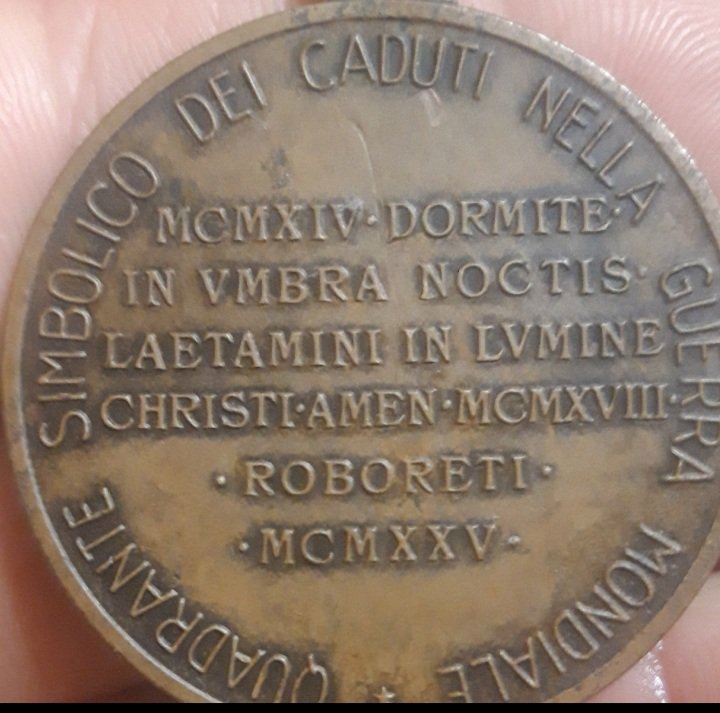 QUADRANTE SIMBOLICO DEI CADUTI NELLA GUERRA MONDIALE
MCMXIV·DORMITE·
IN VMBRA NOCTIS·
LAETAMINI IN LVMINE
CHRISTI·AMEN·MCMXVIII·
·ROBORETI·
·MCMXXV·